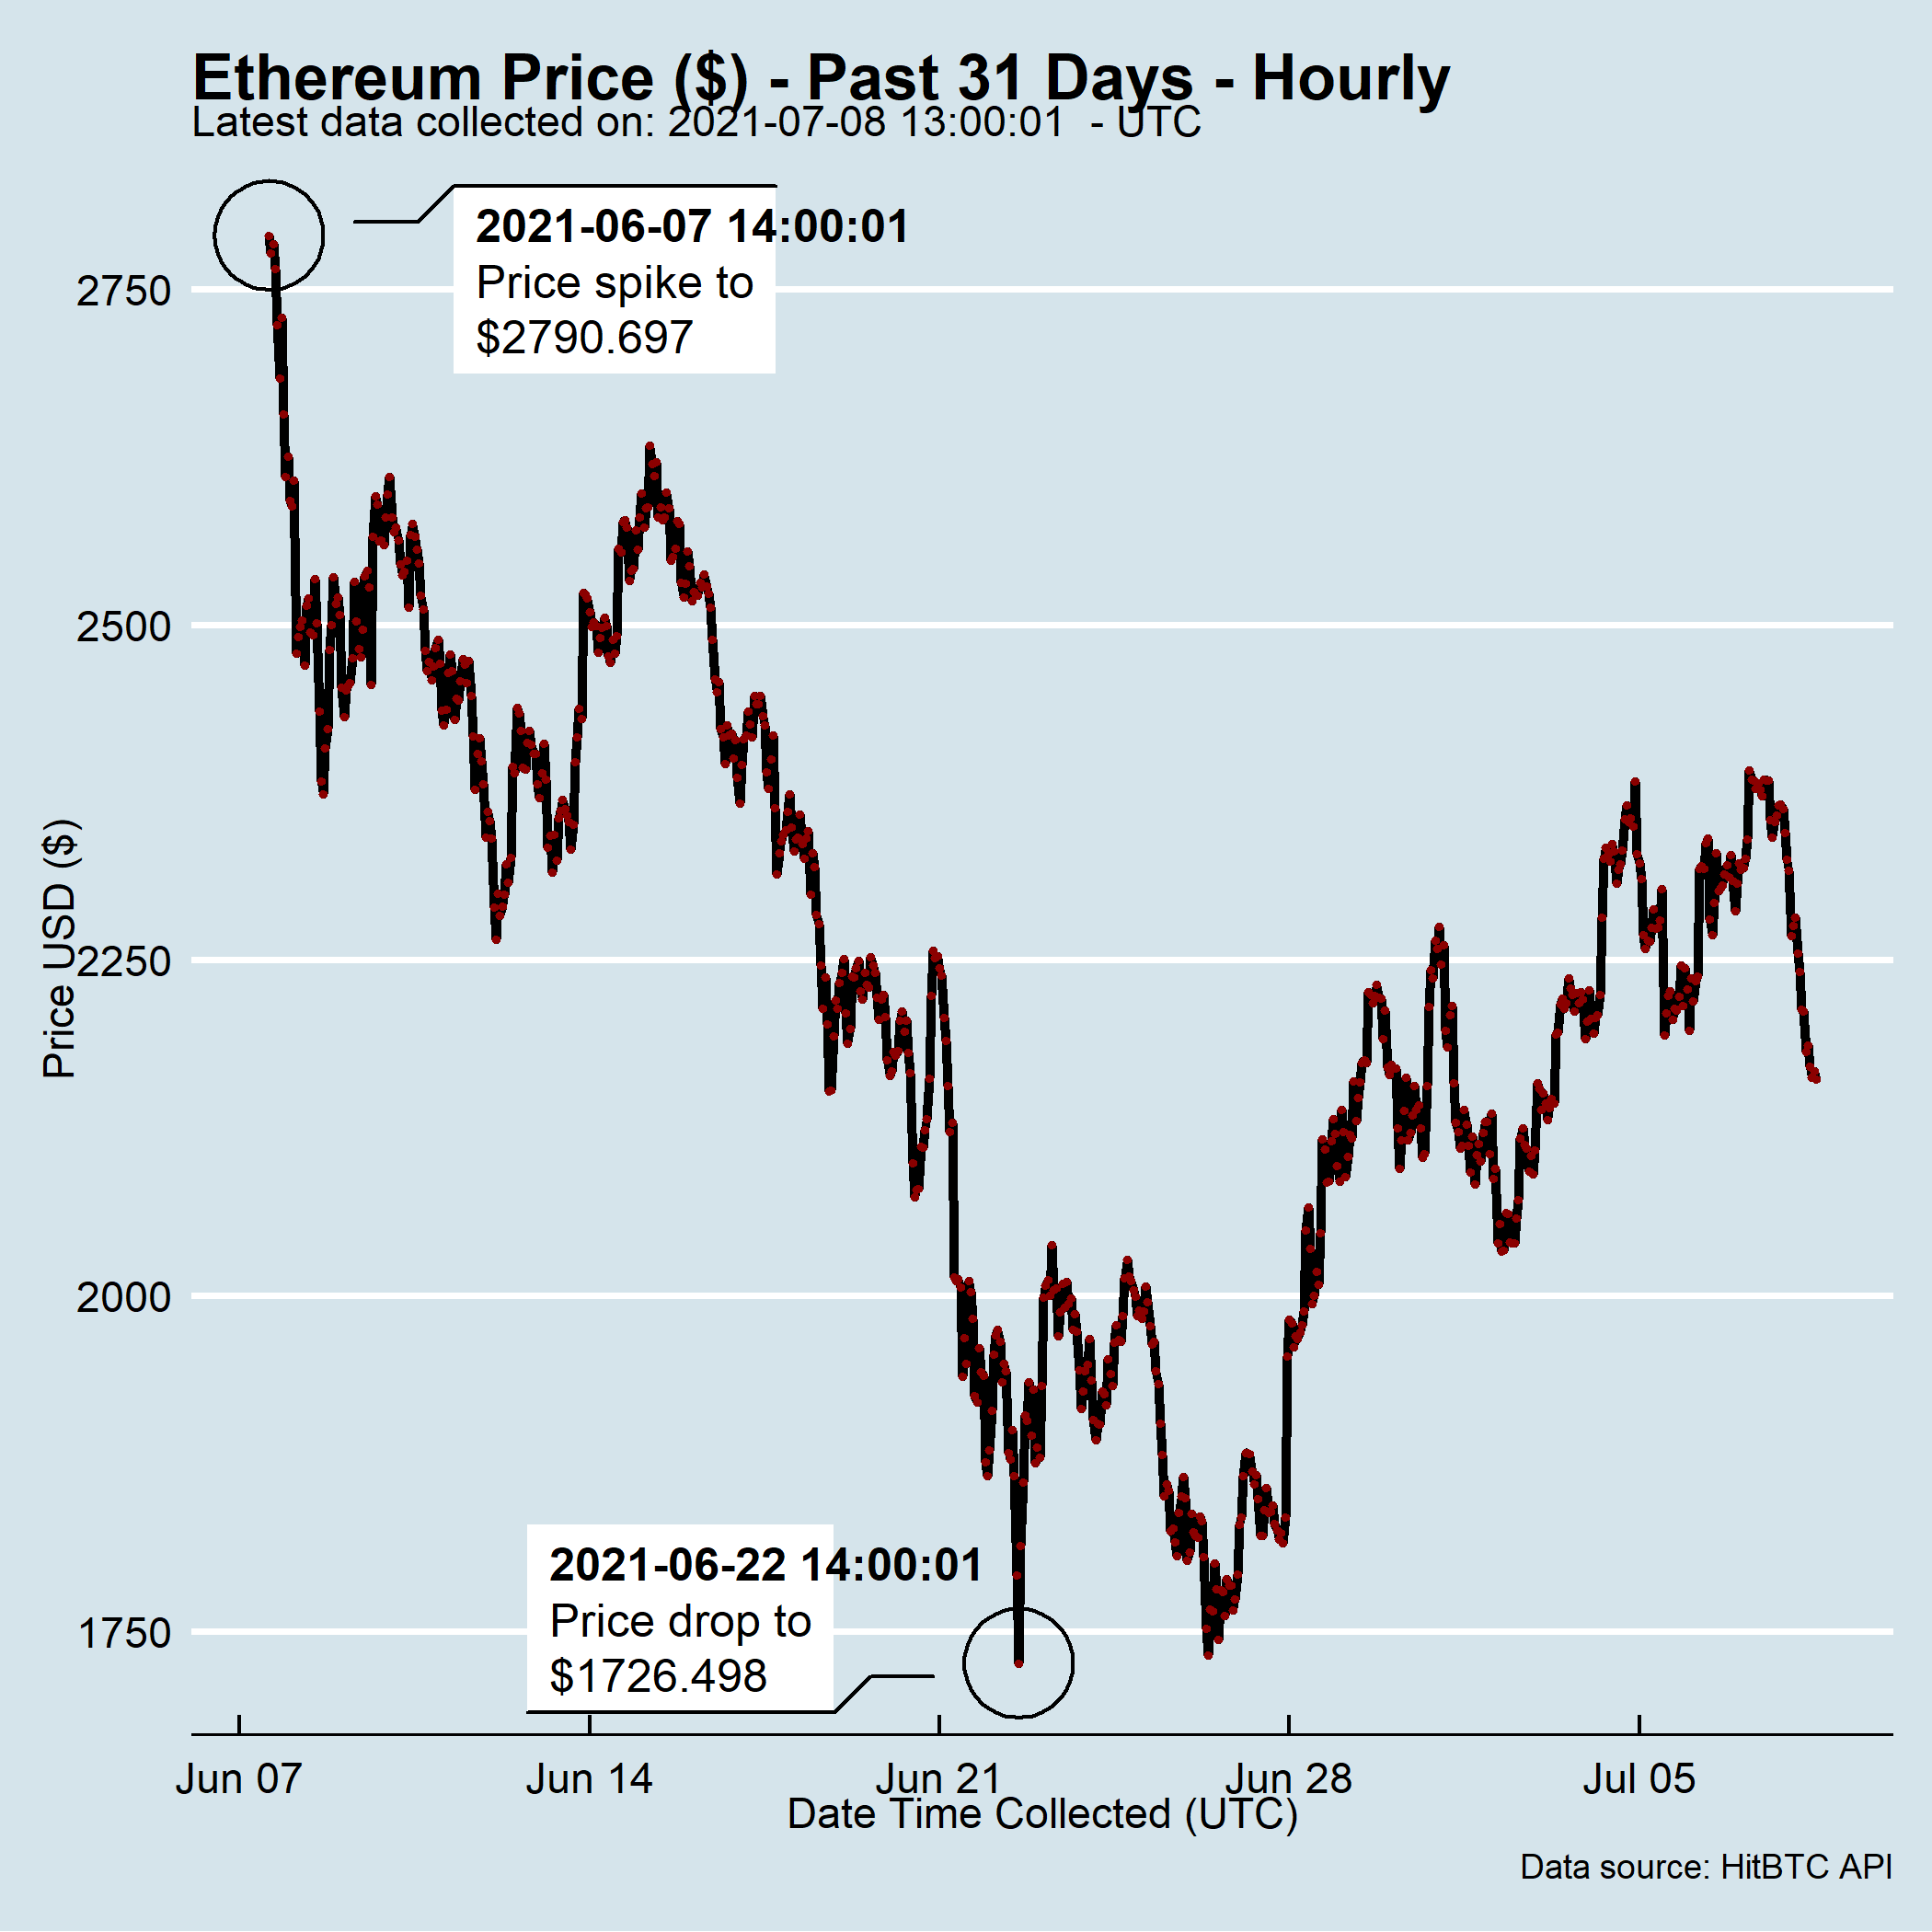 Ethereum Price ($) - Past 31 Days - Hourly
Latest data collected on: 2021-07-08 13:00:01  - UTC
2021-06-07 14:00:01
Price spike to
$2790.697
2750
2500
2250
2000
1750
Price USD ($)
2021-06-22 14:00:01
Price drop to
$1726.498
Jun 07
Jun 14
Jun 21
Jun 28
Jul 05
Date Time Collected (UTC)
Data source: HitBTC API